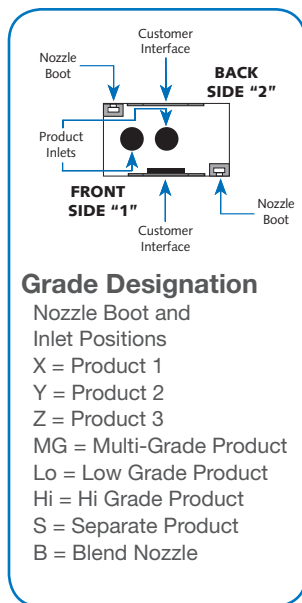 Customer
Interface
Nozzle
Boot
BACK
SIDE “2”
Product
Inlets
FRONT
SIDE “1”
Nozzle
Boot
Customer
Interface
Grade Designation
Nozzle Boot and
Inlet Positions
X = Product 1
Y = Product 2
Z = Product 3
MG = Multi-Grade Product
Lo = Low Grade Product
Hi = Hi Grade Product
S = Separate Product
B = Blend Nozzle